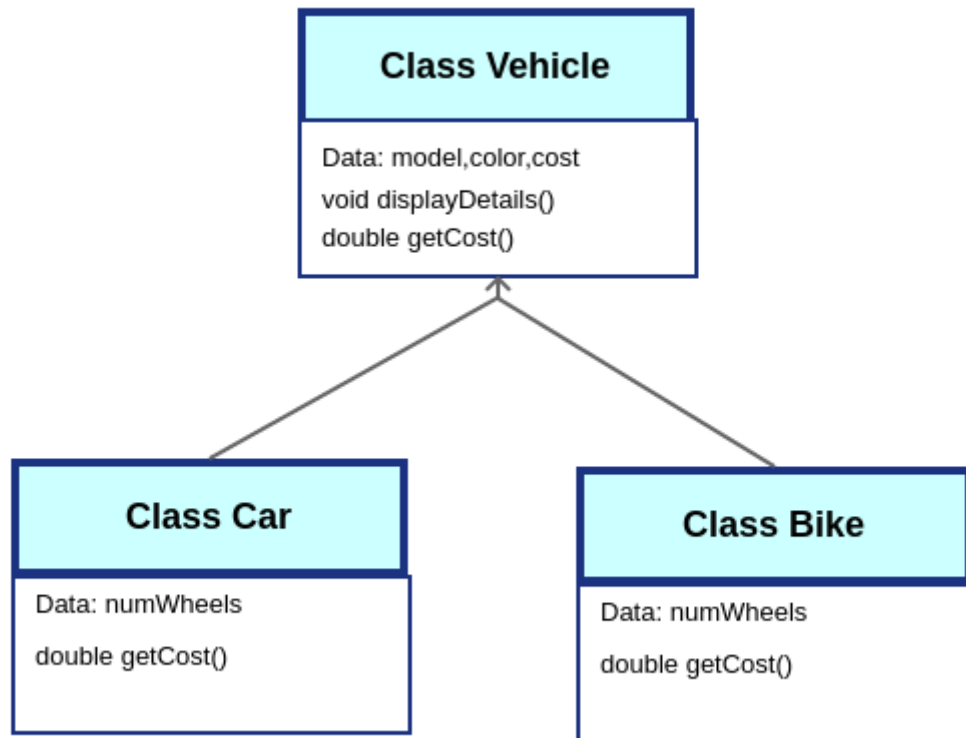 Class Vehicle
Data: model,color,cost
void displayDetails()
double getCost()
Class Car
Data: numWheels
double getCost()
Class Bike
Data: numWheels
double getCost()